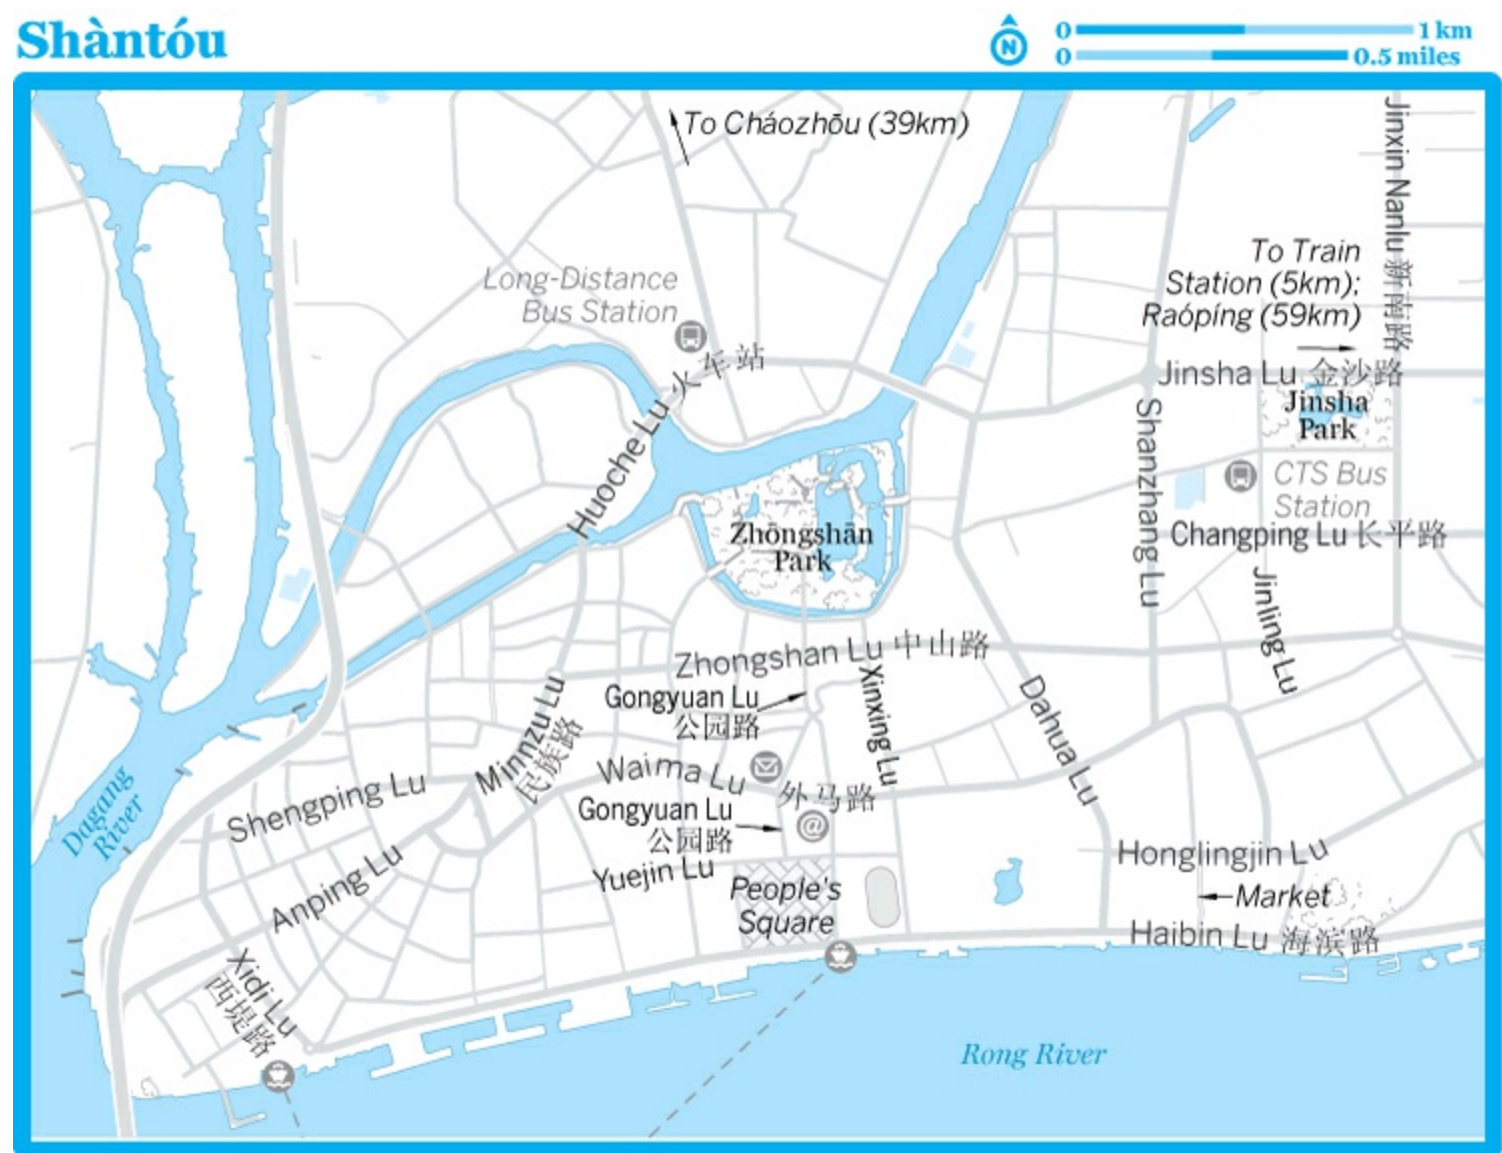 Shàntóu
N
0 1 km
0 0.5 miles
To Cháozhōu (39km)
Jinxin Nanlu 新南路
To Train
Station (5km);
Raópíng (59km)
Long-Distance
Bus Station
Huoche Lu 火车站
Jinsha Lu 金沙路
Jinsha
Park
Shanzhang Lu
CTS Bus
Station
Changping Lu 长平路
Zhōngshān
Park
Jinling Lu
Zhongshan Lu 中山路
Gongyuan Lu
公园路
Xinxing Lu
Dahua Lu
Minnzu Lu
民族路
Waima Lu 外马路
Shengping Lu
Dagang
River
Gongyuan Lu
公园路
@
Anping Lu
Yuejin Lu
People's
Square
Honglingjin Lu
Market
Haibin Lu 海滨路
Xidi Lu
西堤路
Rong River